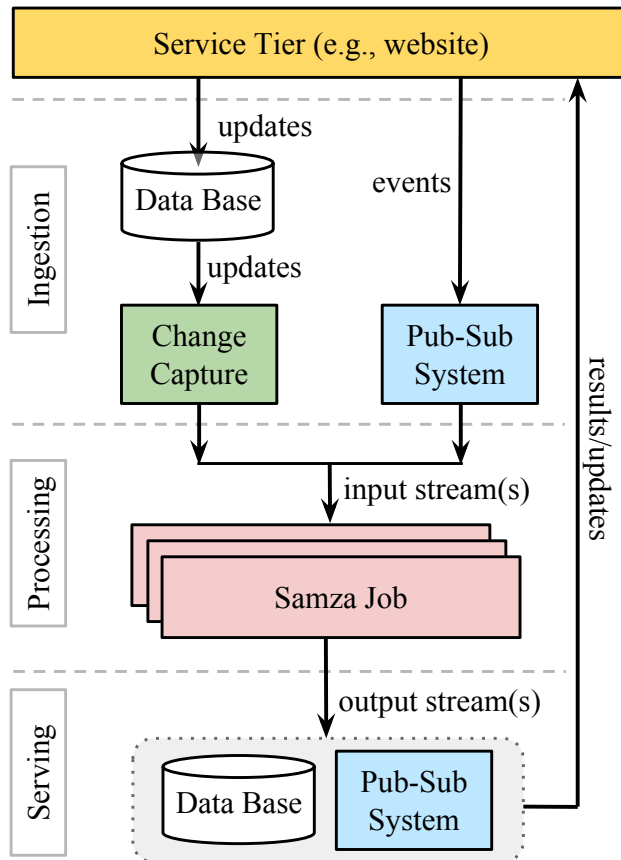 Service Tier (e.g., website)
updates
Data Base
events
Ingestion
updates
Change
Capture
Pub-Sub
System
results/updates
input stream(s)
Processing
Samza Job
output stream(s)
Serving
Data Base
Pub-Sub
System